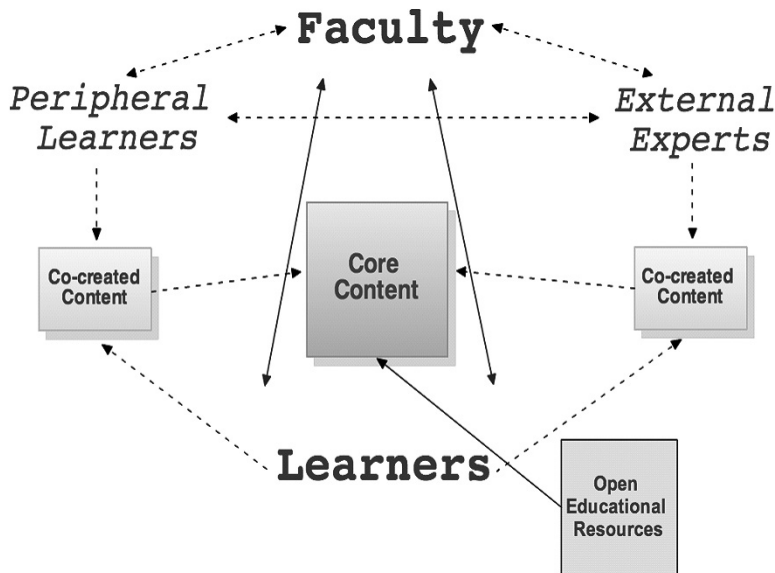 Faculty
Peripheral
Learners
External
Experts
Co-created
Content
Core
Content
Co-created
Content
Learners
Open
Educational
Resources